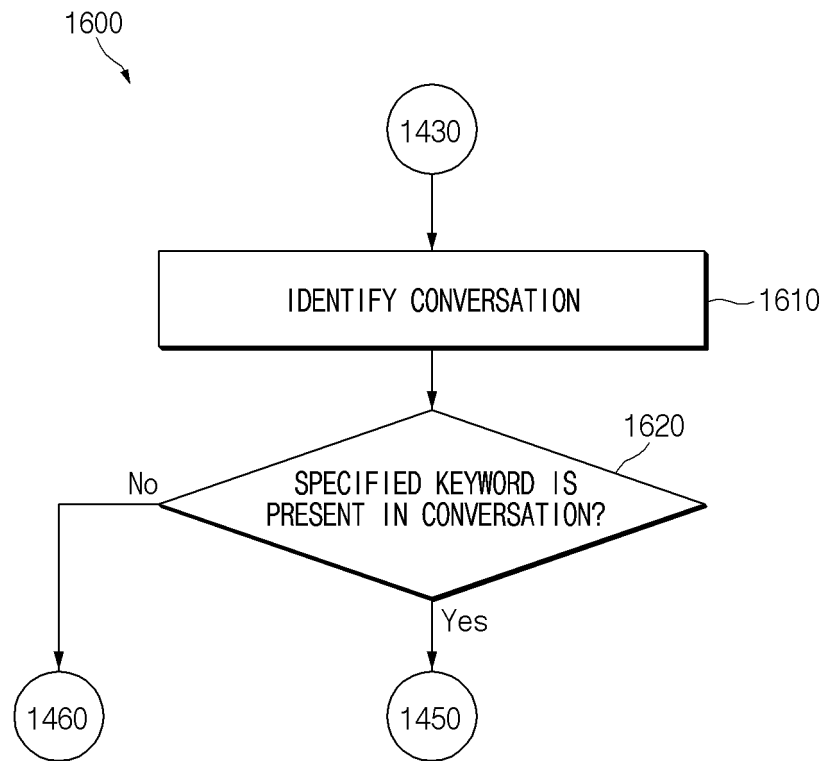 1600
1430
IDENTIFY CONVERSATION
1610
1620
SPECIFIED KEYWORD IS
PRESENT IN CONVERSATION?
No
Yes
1460
1450